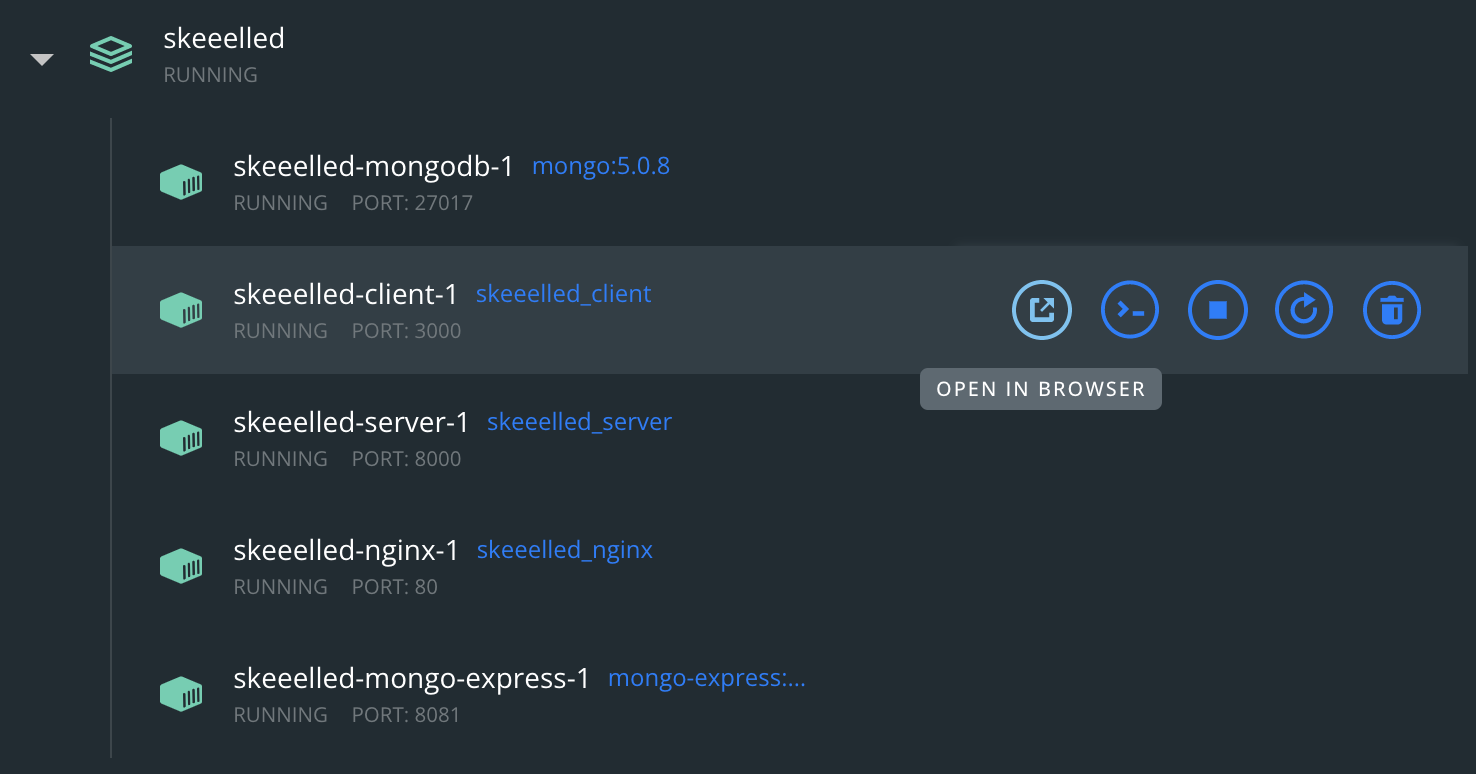 skeeelled
RUNNING
skeeelled-mongodb-1 mongo:5.0.8
RUNNING PORT: 27017
skeeelled-client-1 skeeelled_client
RUNNING PORT: 3000
OPEN IN BROWSER
skeeelled-server-1 skeeelled_server
RUNNING PORT: 8000
skeeelled-nginx-1 skeeelled_nginx
RUNNING PORT: 80
skeeelled-mongo-express-1 mongo-express:...
RUNNING PORT: 8081